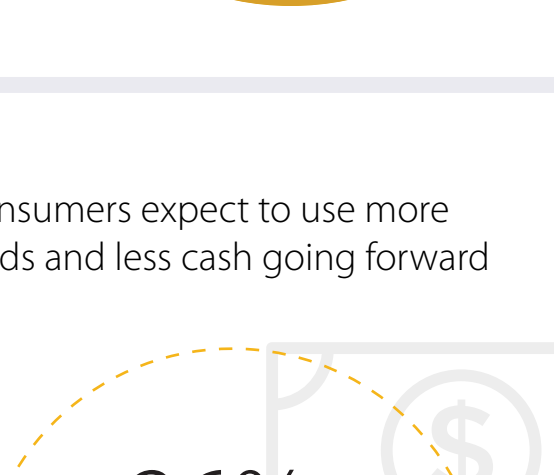 nsumers expect to use more
ds and less cash going forward
$